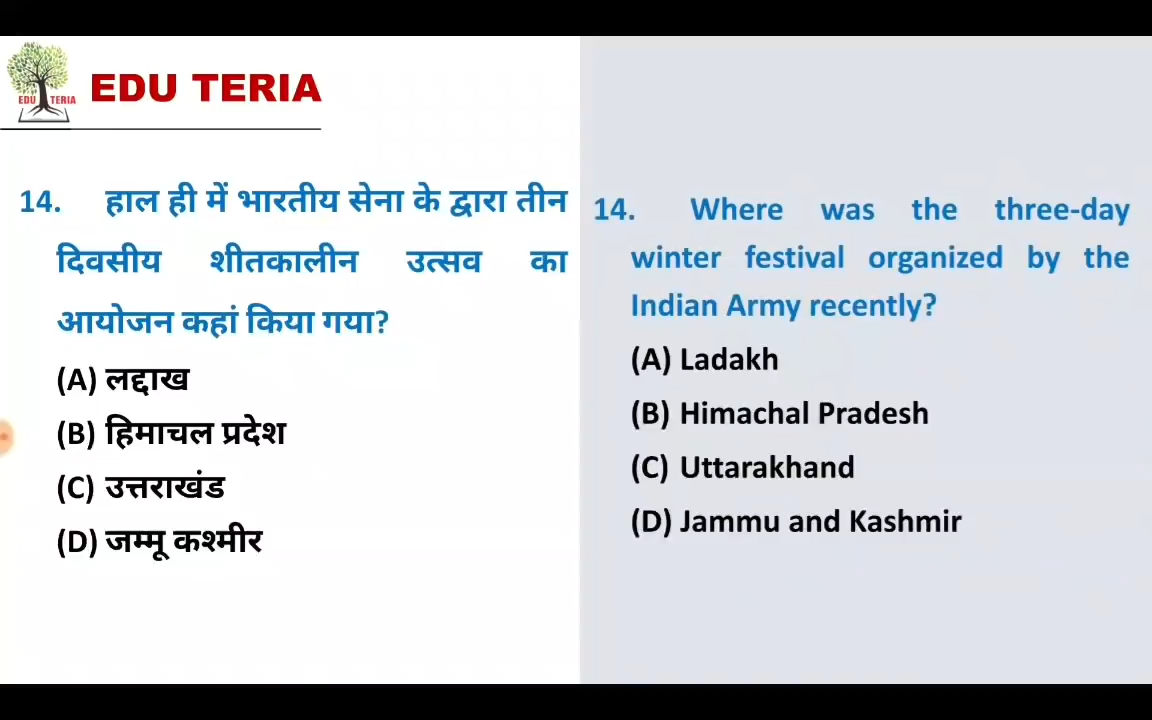 EDU TERIA
EDU TERIA
14. हाल ही में भारतीय सेना के द्वारा तीन
दिवसीय शीतकालीन उत्सव का
आयोजन कहां किया गया?
(A) लद्दाख
(B) हिमाचल प्रदेश
(C) उत्तराखंड
(D) जम्मू कश्मीर
14. Where was the three-day
winter festival organized by the
Indian Army recently?
(A) Ladakh
(B) Himachal Pradesh
(C) Uttarakhand
(D) Jammu and Kashmir